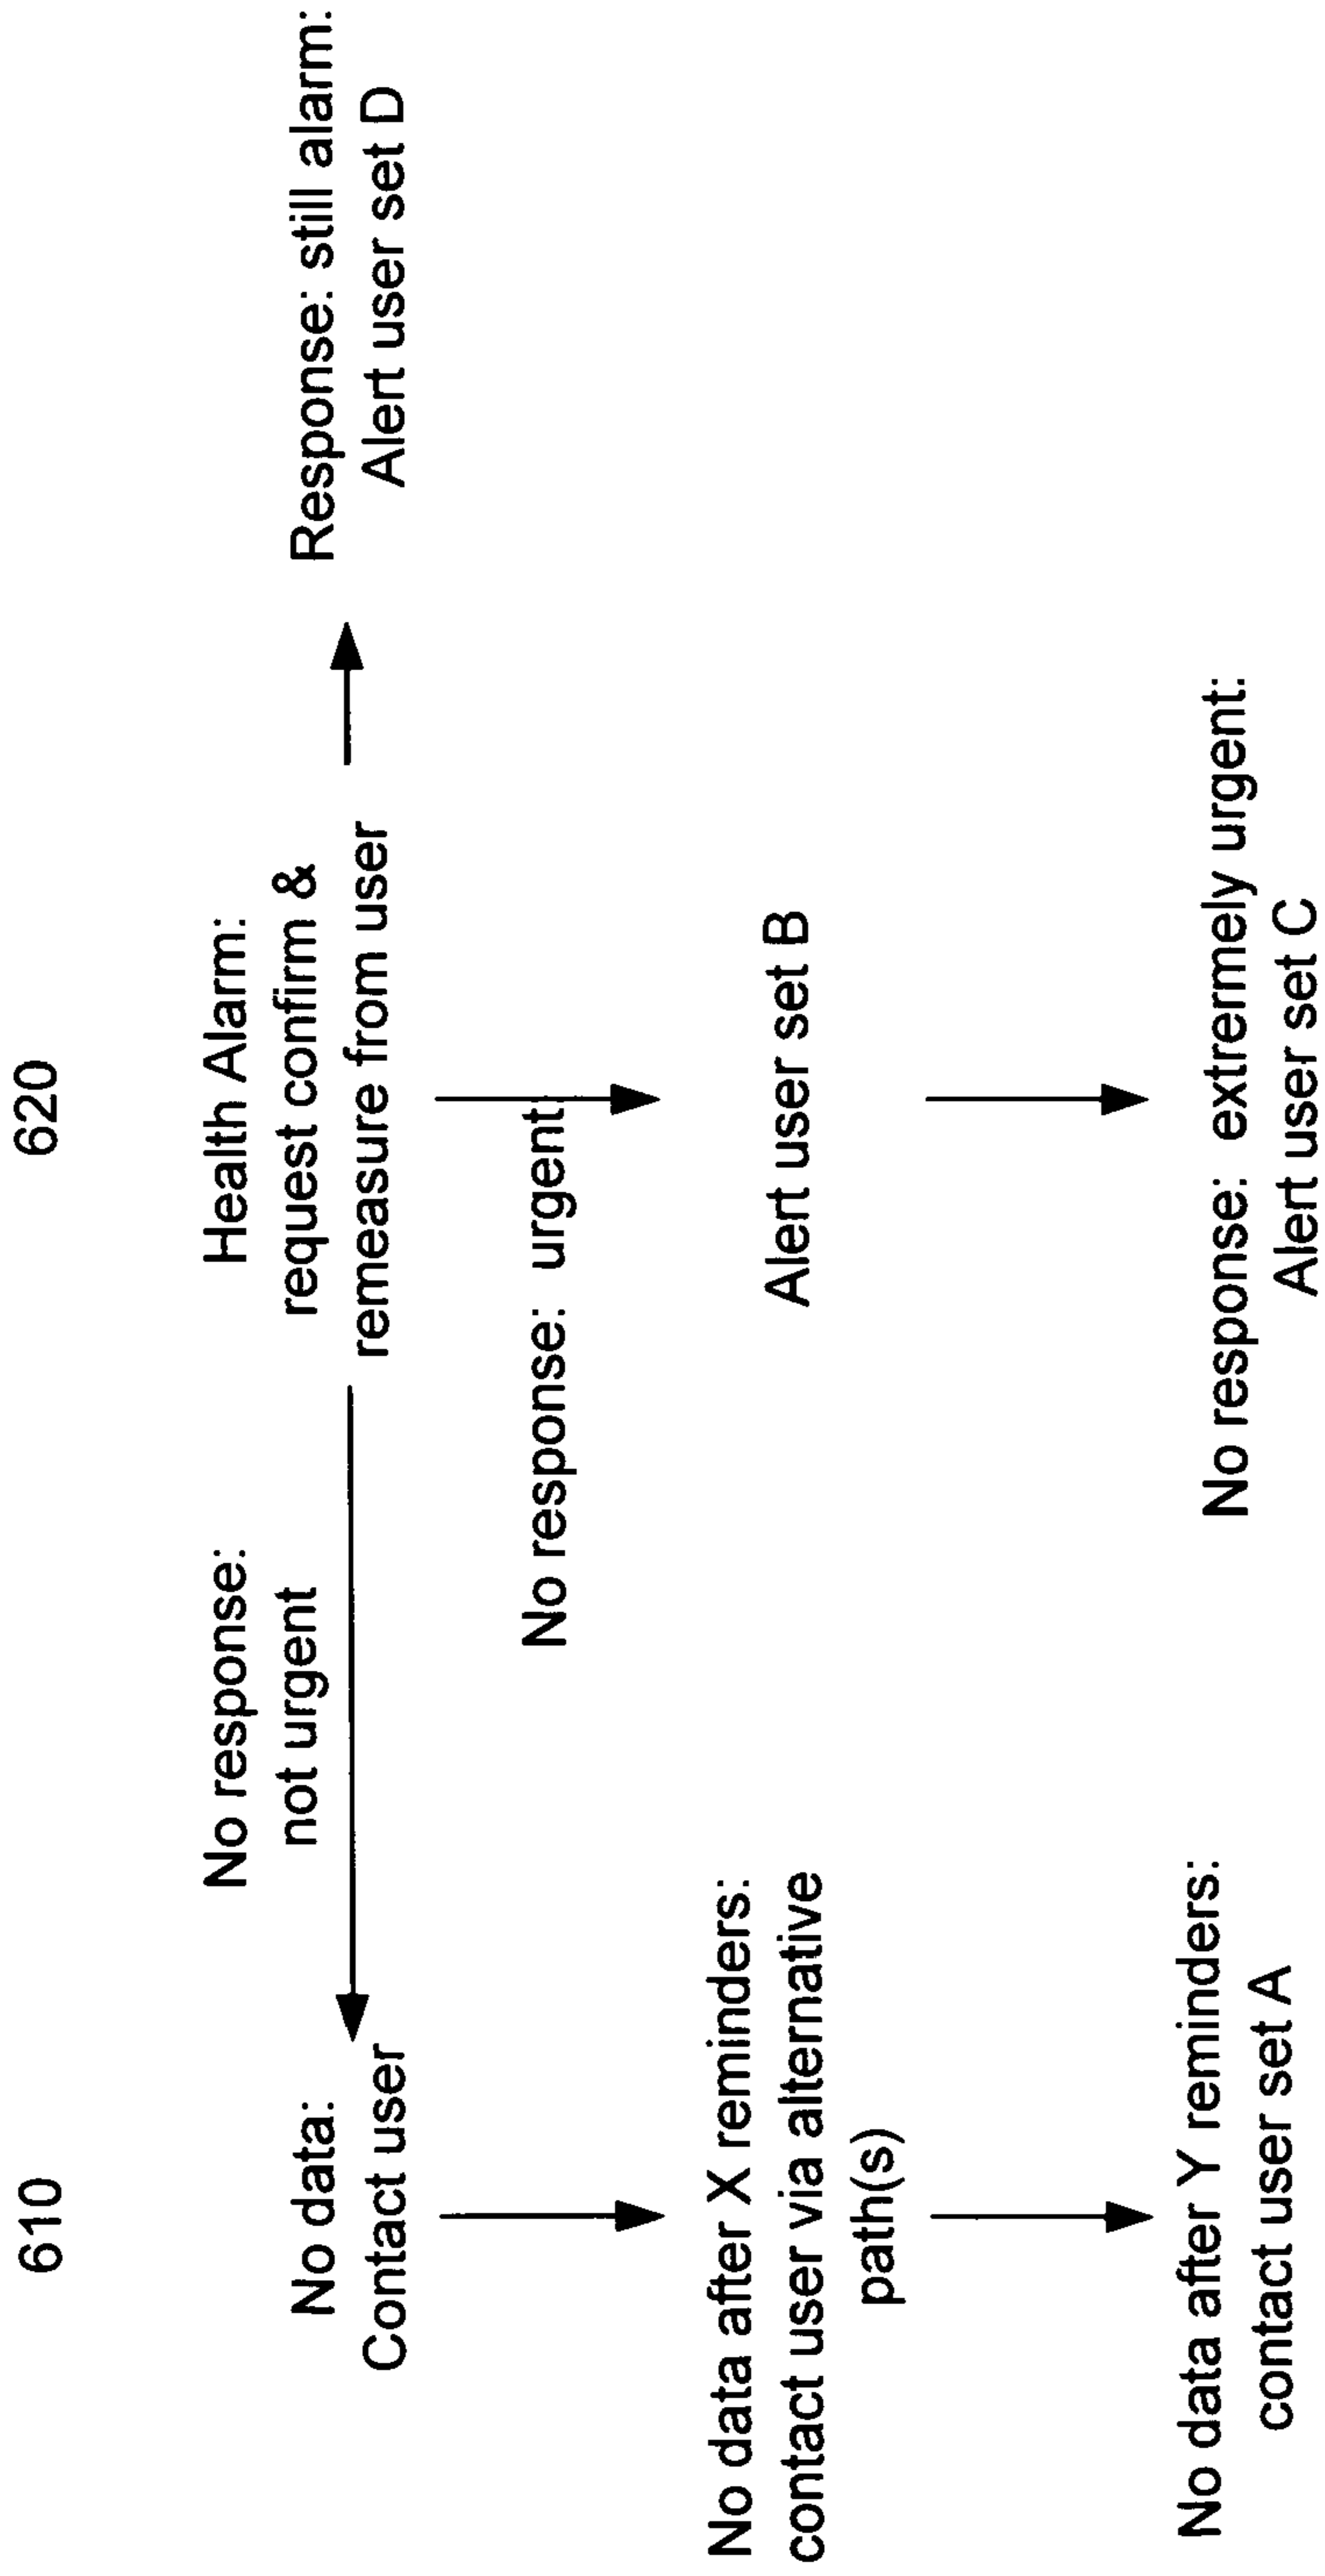 610
620
No data:
Contact user
No response:
not urgent
Health Alarm:
request confirm &
remeasure from user
Response: still alarm:
Alert user set D
No response: urgent:
No data after X reminders:
contact user via alternative
path(s)
Alert user set B
No data after Y reminders:
contact user set A
No response: extrermely urgent:
Alert user set C